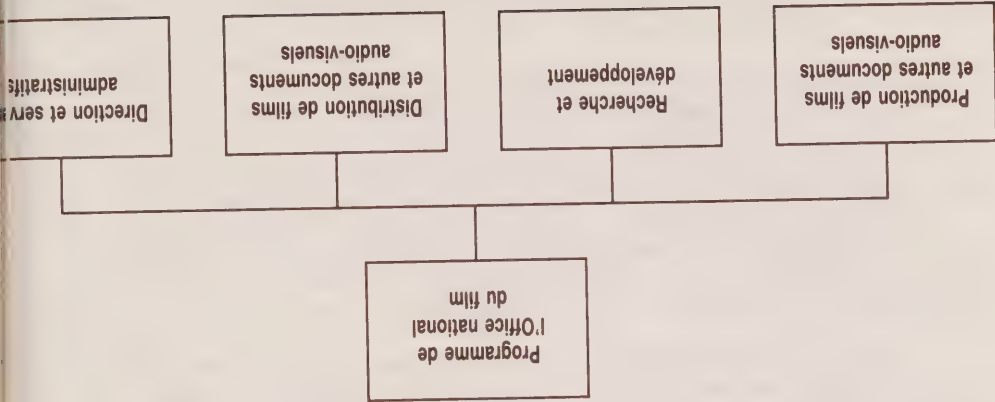 Programme de
l'Office national
du film
Production de films
et autres documents
audio-visuels
Recherche et
développement
Distribution de films
et autres documents
audio-visuels
Direction et
administratifs